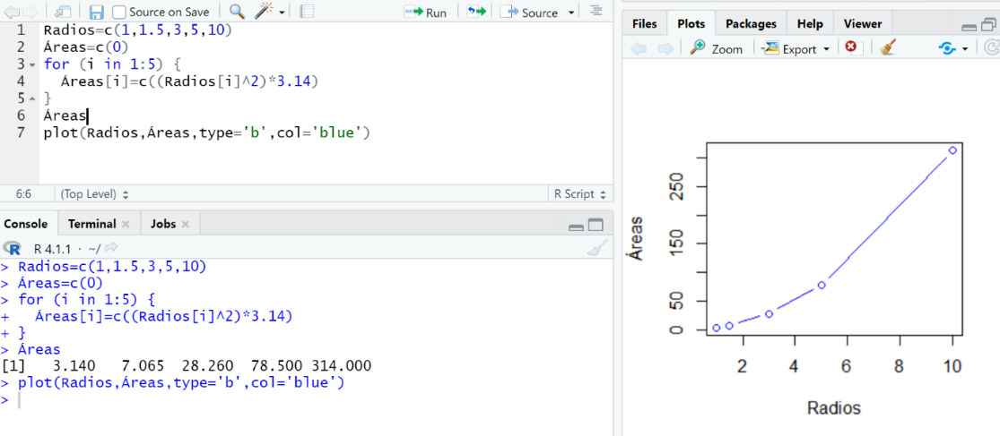 Source on Save Run Source
1 Radios=c(1,1.5,3,5,10)
2 Áreas=c(0)
3 for (i in 1:5) {
4 Áreas[i]=c((Radios[i]^2)*3.14)
5 }
6 Áreas
7 plot(Radios,Áreas,type='b',col='blue')
6:6 (Top Level) R Script
Console Terminal Jobs
R R 4.1.1 · ~/
> Radios=c(1,1.5,3,5,10)
> Áreas=c(0)
> for (i in 1:5) {
+ Áreas[i]=c((Radios[i]^2)*3.14)
+ }
> Áreas
[1] 3.140 7.065 28.260 78.500 314.000
> plot(Radios,Áreas,type='b',col='blue')
>
Files Plots Packages Help Viewer
Zoom Export
Áreas
250
150
50
0
2 4 6 8 10
Radios